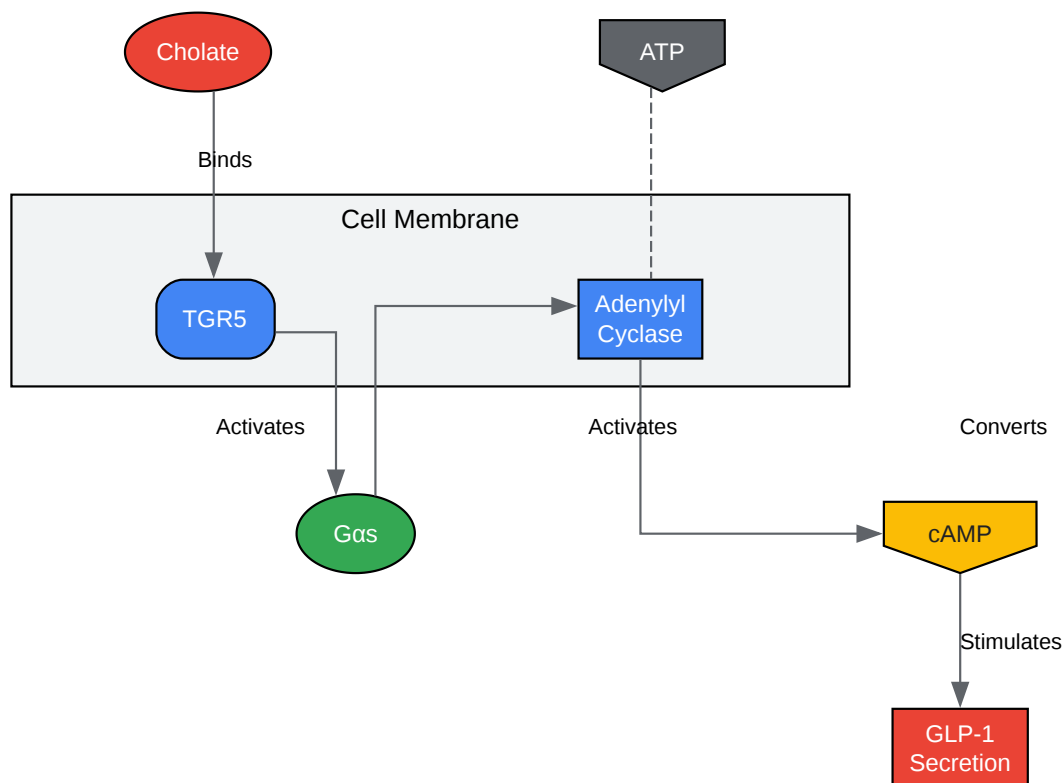 Cholate
ATP
Binds
Cell Membrane
TGR5
Adenylyl
Cyclase
Activates
Activates
Converts
Gαs
cAMP
Stimulates
GLP-1
Secretion